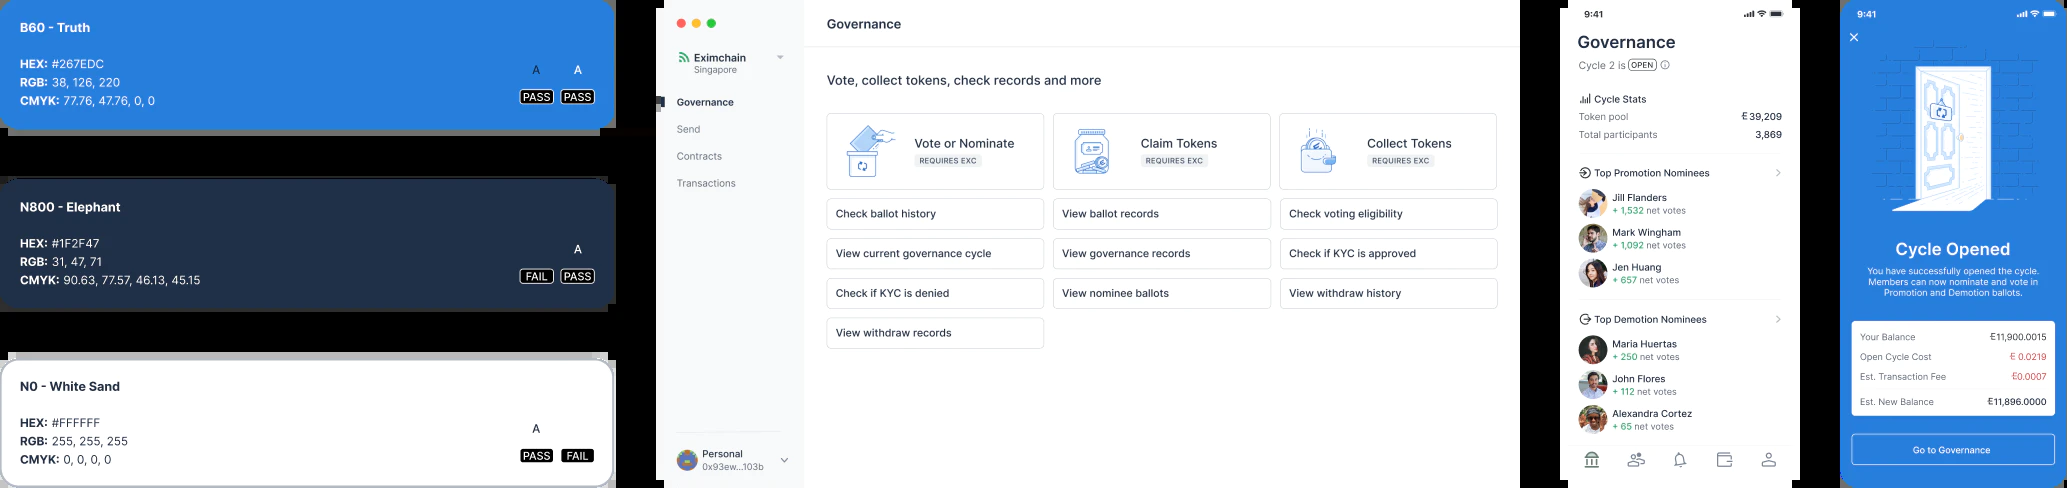 B60 - Truth
HEX: #267EDC
RGB: 38, 126, 220
CMYK: 77.76, 47.76, 0, 0
A A
PASS PASS
N800 - Elephant
HEX: #1F2F47
RGB: 31, 47, 71
CMYK: 90.63, 77.57, 46.13, 45.15
A
FAIL PASS
N0 - White Sand
HEX: #FFFFFF
RGB: 255, 255, 255
CMYK: 0, 0, 0, 0
A
PASS FAIL
Eximchain
Singapore
Governance
Send
Contracts
Transactions
Personal
0x93ew...103b
Governance
Vote, collect tokens, check records and more
Vote or Nominate
REQUIRES EXC
Claim Tokens
REQUIRES EXC
Collect Tokens
REQUIRES EXC
Check ballot history
View ballot records
Check voting eligibility
View current governance cycle
View governance records
Check if KYC is approved
Check if KYC is denied
View nominee ballots
View withdraw history
View withdraw records
9:41
Governance
Cycle 2 is OPEN
Cycle Stats
Token pool €39,209
Total participants 3,869
Top Promotion Nominees
Jill Flanders
+ 1,532 net votes
Mark Wingham
+ 1,092 net votes
Jen Huang
+ 657 net votes
Top Demotion Nominees
Maria Huertas
+ 250 net votes
John Flores
+ 112 net votes
Alexandra Cortez
+ 65 net votes
9:41
Cycle Opened
You have successfully opened the cycle.
Members can now nominate and vote in
Promotion and Demotion ballots.
Your Balance €11,900.0015
Open Cycle Cost € 0.0219
Est. Transaction Fee €0.0007
Est. New Balance €11,896.0000
Go to Governance